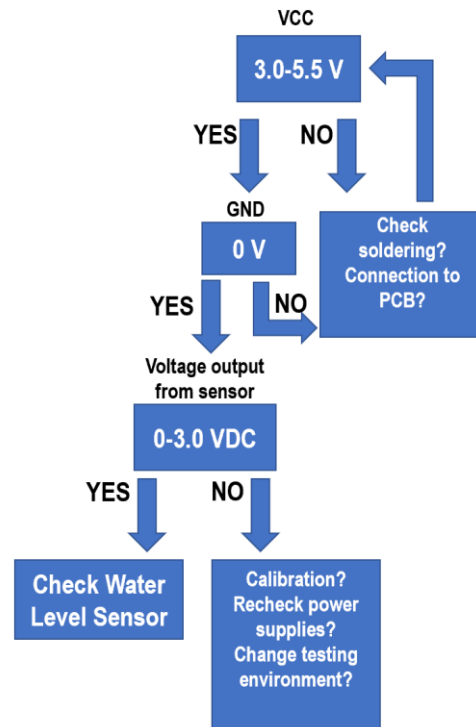 VCC
3.0-5.5 V
YES
NO
GND
0 V
Check
soldering?
Connection to
PCB?
YES
NO
Voltage output
from sensor
0-3.0 VDC
YES
NO
Check Water
Level Sensor
Calibration?
Recheck power
supplies?
Change testing
environment?